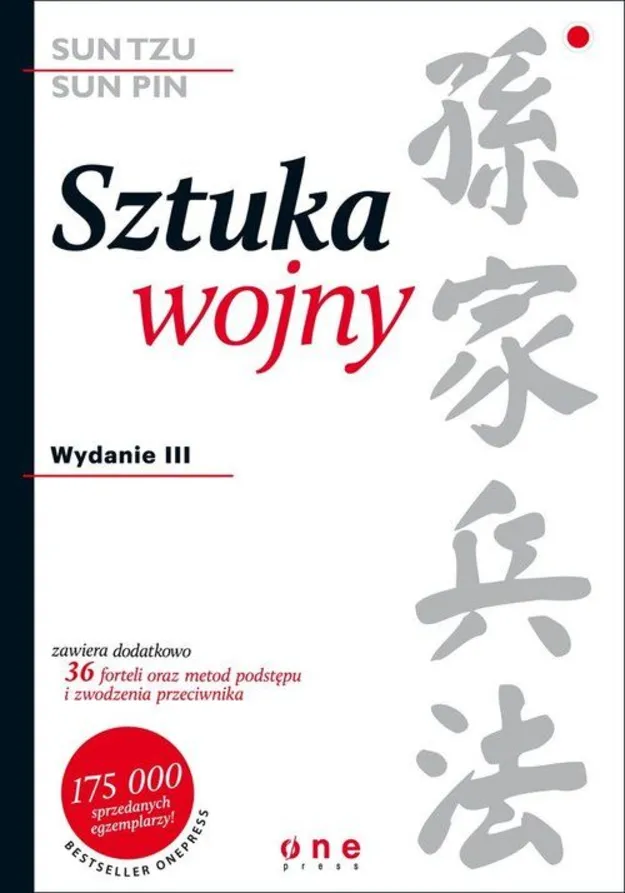 SUN TZU
SUN PIN
Sztuka
wojny
孫
家
兵
法
Wydanie III
zawiera dodatkowo
36 forteli oraz metod podstępu
i zwodzenia przeciwnika
175 000
sprzedanych
egzemplarzy!
BESTSELLER ONEPRESS
øne
press